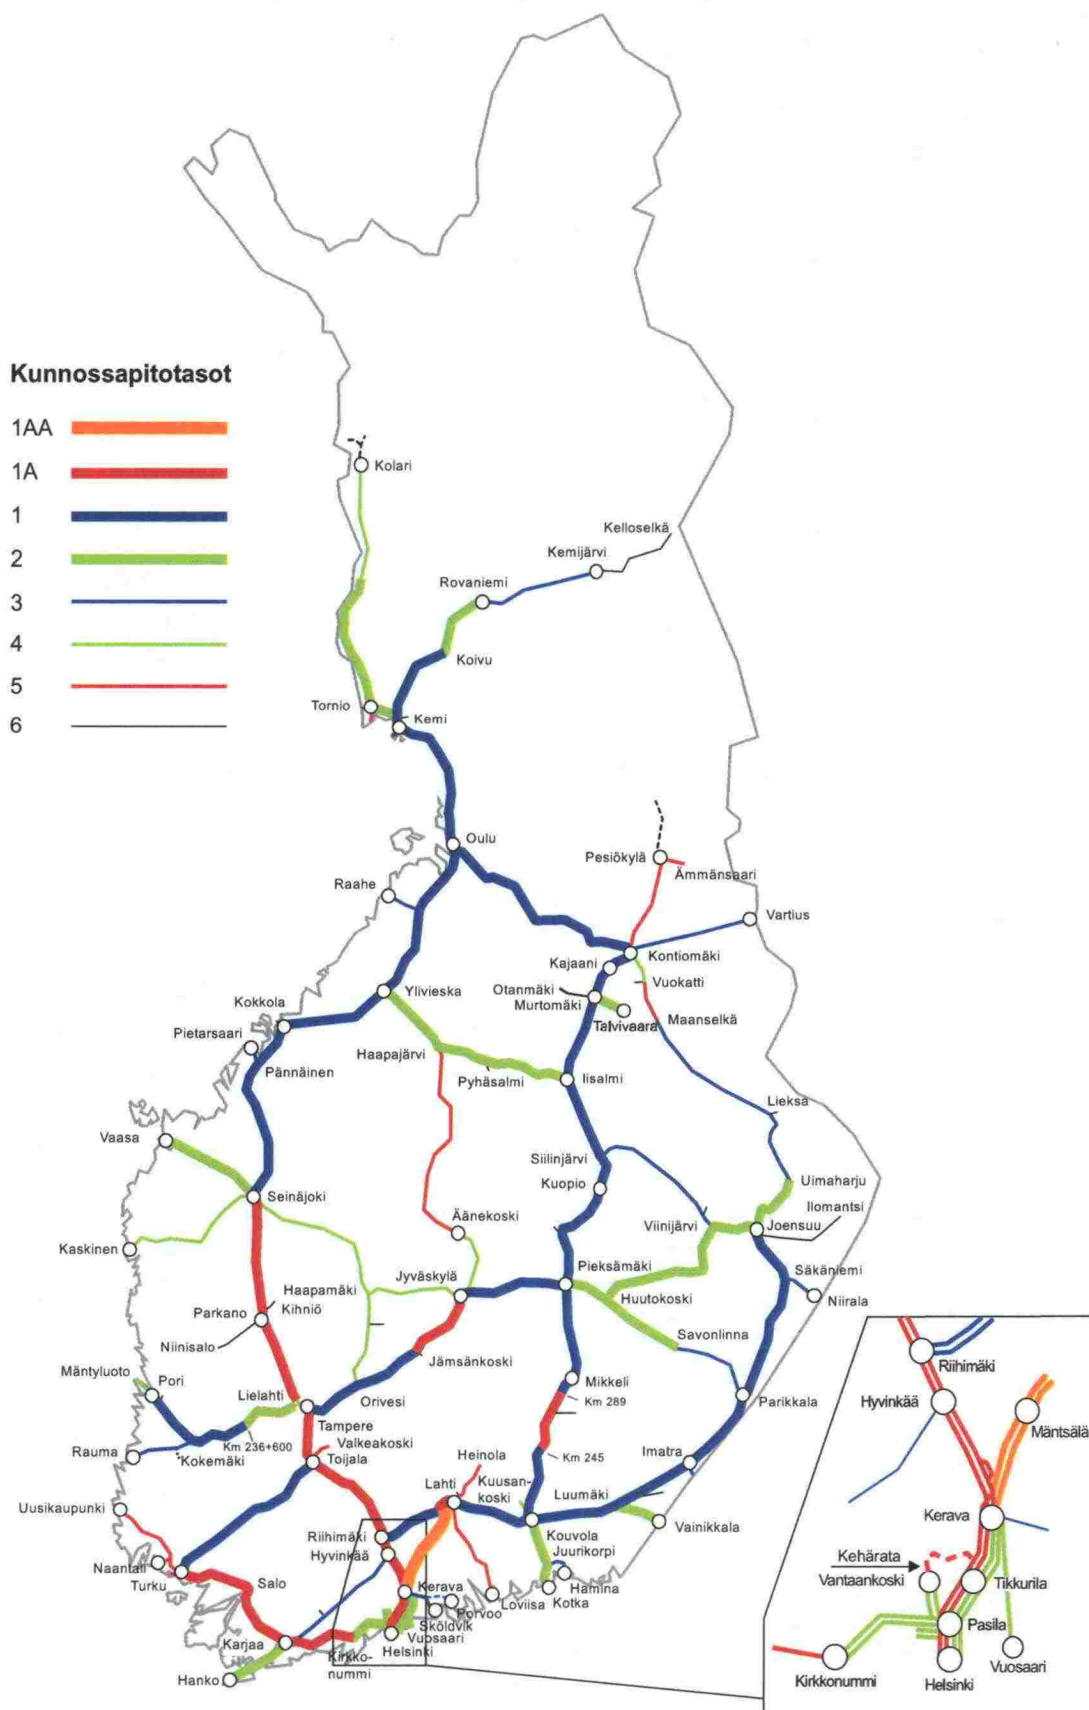 Kunnossapitotasot
1AA
1A
1
2
3
4
5
6
Kolari
Kelloselkä
Kemijärvi
Rovaniemi
Koivu
Tornio
Kemi
Oulu
Raahe
Pesiökylä
Ämmänsaari
Vartius
Kontiomäki
Kajaani
Vuokatti
Otanmäki
Murtomäki
Talvivaara
Maanselkä
Ylivieska
Kokkola
Pietarsaari
Pännäinen
Haapajärvi
Pyhäsalmi
Iisalmi
Lieksa
Vaasa
Siilinjärvi
Kuopio
Uimaharju
Ilomantsi
Seinäjoki
Äänekoski
Viinijärvi
Joensuu
Kaskinen
Jyväskylä
Pieksämäki
Säkäniemi
Haapamäki
Kihniö
Huutokoski
Niirala
Parkano
Niinisalo
Savonlinna
Jämsänkoski
Mäntyluoto
Pori
Lielahti
Orivesi
Mikkeli
Km 289
Parikkala
Tampere
Km 236+600
Valkeakoski
Rauma
Kokemäki
Toijala
Km 245
Imatra
Heinola
Lahti
Kuusan-
koski
Luumäki
Uusikaupunki
Riihimäki
Kouvola
Vainikkala
Juurikorpi
Hyvinkää
Naantali
Turku
Salo
Kerava
Porvoo
Loviisa
Hamina
Kotka
Sköldvik
Vuosaari
Helsinki
Karjaa
Kirkko-
nummi
Hanko
Riihimäki
Hyvinkää
Mäntsälä
Kerava
Kehärata
Vantaankoski
Tikkurila
Pasila
Kirkkonummi
Helsinki
Vuosaari